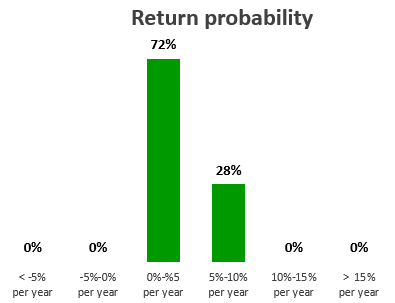 Return probability
72%
28%
0% 0% 0% 0%
< -5% -5%-0% 0%-%5 5%-10% 10%-15% > 15%
per year per year per year per year per year per year